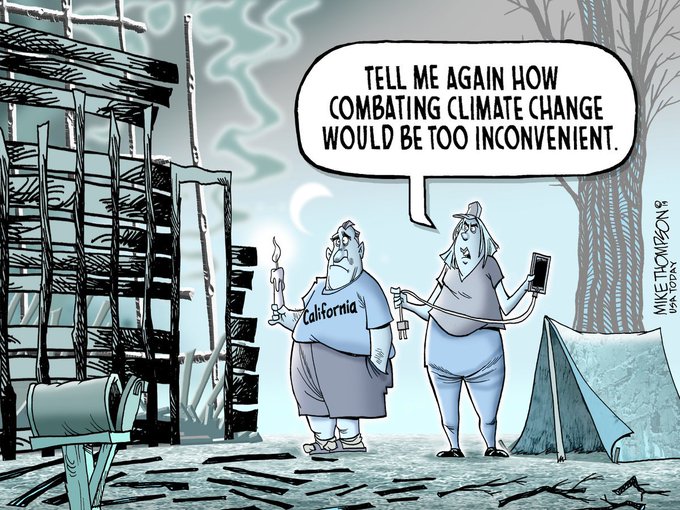 TELL ME AGAIN HOW
COMBATING CLIMATE CHANGE
WOULD BE TOO INCONVENIENT.
California
MIKE THOMPSON © 19
USA TODAY